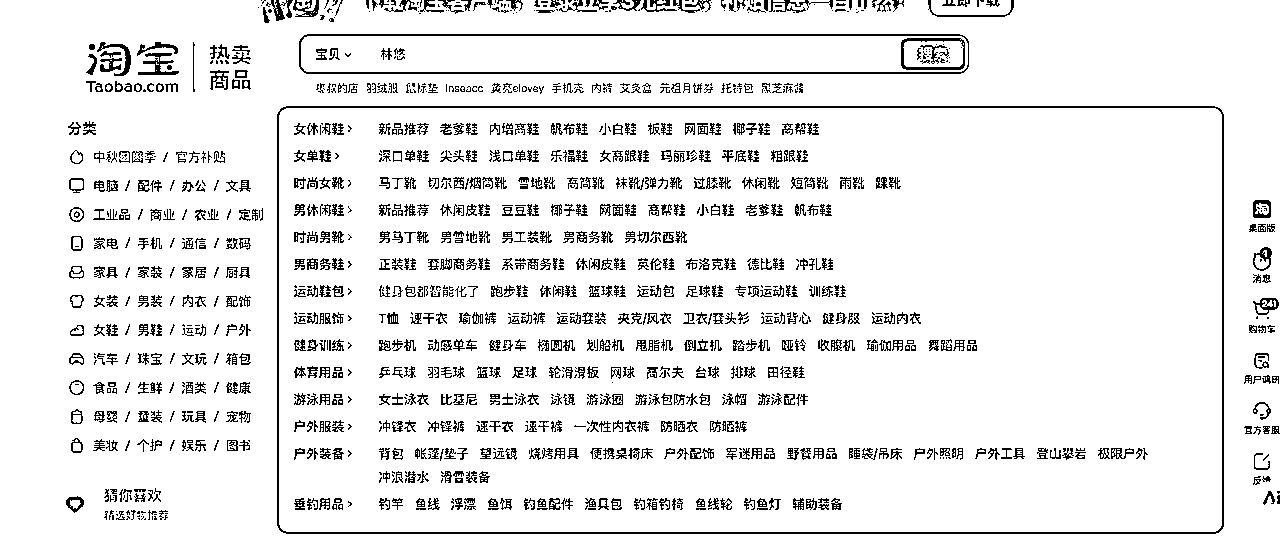 立即下载
淘宝
Taobao.com
热卖
商品
宝贝 林悠
搜索
羽绒服 鼠标垫 inseacc 黄亮elovey 手机壳 内裤 艾灸盒 元祖月饼券 托特包 黑芝麻酱
分类
中秋团圆季 / 官方补贴
电脑 / 配件 / 办公 / 文具
工业品 / 商业 / 农业 / 定制
家电 / 手机 / 通信 / 数码
家具 / 家装 / 家居 / 厨具
女装 / 男装 / 内衣 / 配饰
女鞋 / 男鞋 / 运动 / 户外
汽车 / 珠宝 / 文玩 / 箱包
食品 / 生鲜 / 酒类 / 健康
母婴 / 童装 / 玩具 / 宠物
美妆 / 个护 / 娱乐 / 图书
猜你喜欢
精选好物推荐
女休闲鞋 > 新品推荐 老爹鞋 内增高鞋 帆布鞋 小白鞋 板鞋 网面鞋 椰子鞋 高帮鞋
女单鞋 > 深口单鞋 尖头鞋 浅口单鞋 乐福鞋 女高跟鞋 玛丽珍鞋 平底鞋 粗跟鞋
时尚女靴 > 马丁靴 切尔西/烟筒靴 雪地靴 高筒靴 袜靴/弹力靴 过膝靴 休闲靴 短筒靴 雨靴 踝靴
男休闲鞋 > 新品推荐 休闲皮鞋 豆豆鞋 椰子鞋 网面鞋 高帮鞋 小白鞋 老爹鞋 帆布鞋
时尚男靴 > 男马丁靴 男雪地靴 男工装靴 男商务靴 男切尔西靴
男商务鞋 > 正装鞋 套脚商务鞋 系带商务鞋 休闲皮鞋 英伦鞋 布洛克鞋 德比鞋 冲孔鞋
运动鞋包 > 健身包都智能化了 跑步鞋 休闲鞋 篮球鞋 运动包 足球鞋 专项运动鞋 训练鞋
运动服饰 > T恤 速干衣 瑜伽裤 运动裤 运动套装 夹克/风衣 卫衣/套头衫 运动背心 健身服 运动内衣
健身训练 > 跑步机 动感单车 健身车 椭圆机 划船机 甩脂机 倒立机 踏步机 哑铃 收腹机 瑜伽用品 舞蹈用品
体育用品 > 乒乓球 羽毛球 篮球 足球 轮滑滑板 网球 高尔夫 台球 排球 田径鞋
游泳用品 > 女士泳衣 比基尼 男士泳衣 泳镜 游泳圈 游泳包防水包 泳帽 游泳配件
户外服装 > 冲锋衣 冲锋裤 速干衣 速干裤 一次性内衣裤 防晒衣 防晒裤
户外装备 > 背包 帐篷/垫子 望远镜 烧烤用具 便携桌椅床 户外配饰 军迷用品 野餐用品 睡袋/吊床 户外照明 户外工具 登山攀岩 极限户外
冲浪潜水 滑雪装备
垂钓用品 > 钓竿 鱼线 浮漂 鱼饵 钓鱼配件 渔具包 钓箱钓椅 鱼线轮 钓鱼灯 辅助装备
淘
桌面版
消息
购物车
用户调研
官方客服
反馈